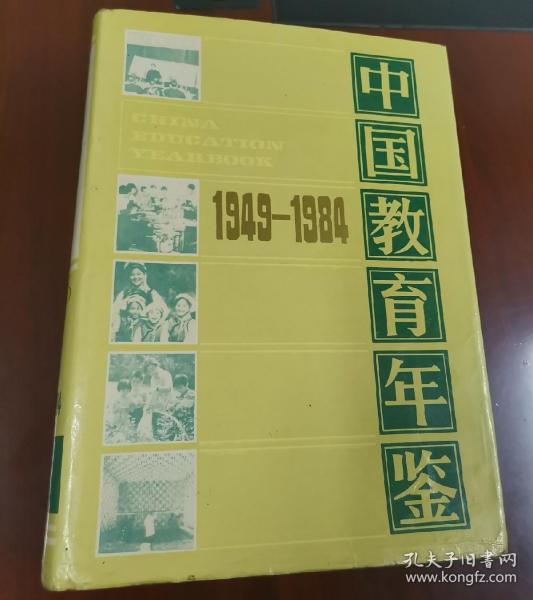 CHINA
EDUCATION
YEARBOOK
1949—1984
中国教育年鉴
孔夫子旧书网
www.kongfz.com